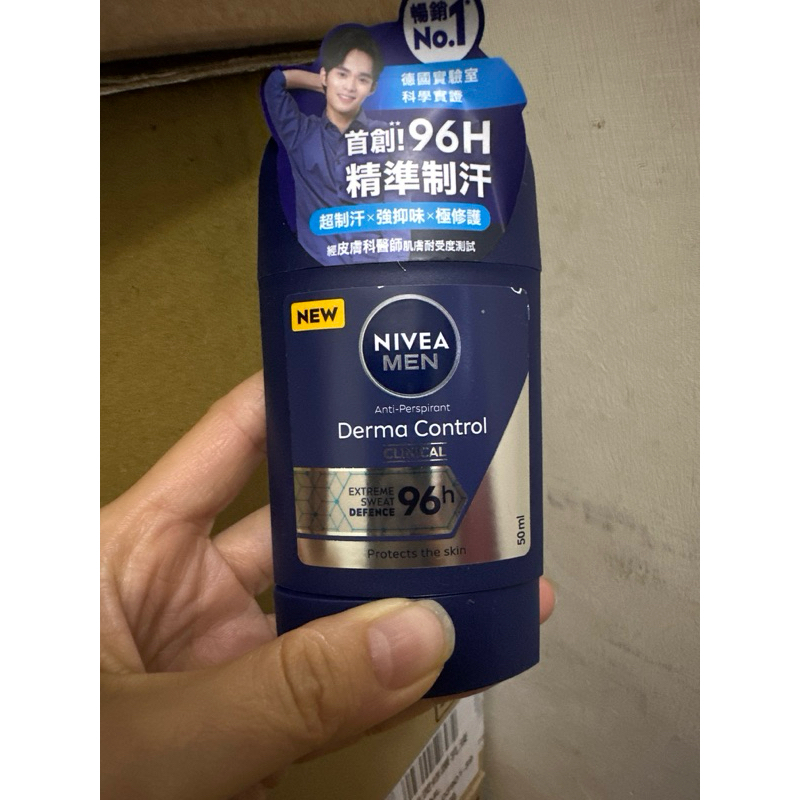 暢銷
No.1*
德國實驗室
科學實證
首創!** 96H
精準制汗
超制汗×強抑味×極修護
經皮膚科醫師肌膚耐受度測試
NEW
NIVEA
MEN
Anti-Perspirant
Derma Control
CLINICAL
EXTREME
SWEAT
DEFENCE
96h
Protects the skin
50 ml